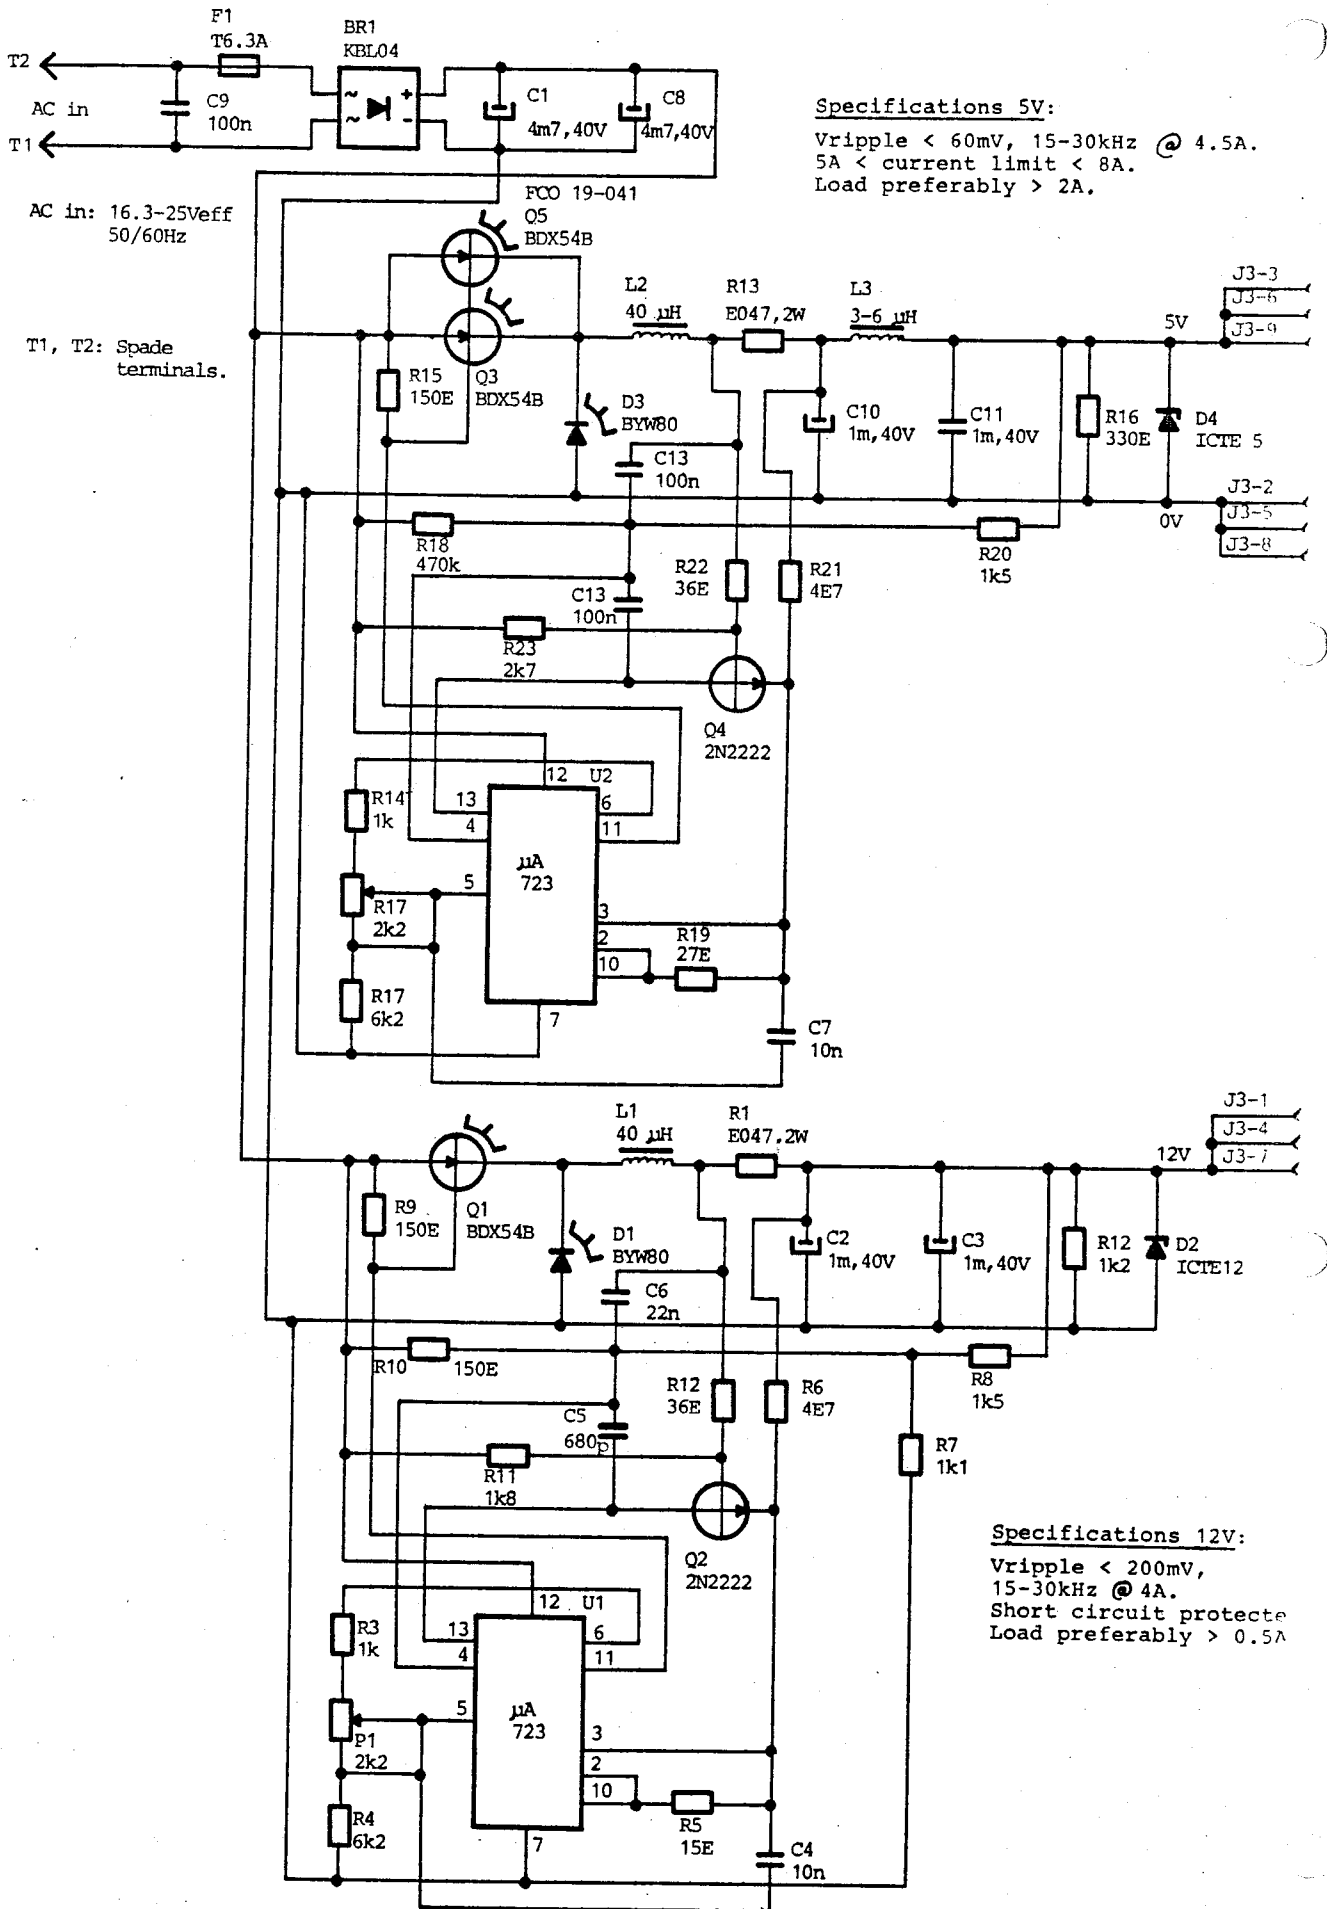 F1
T6.3A
BR1
KBL04
T2
AC in
C9
100n
T1
~
~
+
-
C1
4m7,40V
C8
4m7,40V
Specifications 5V:
Vripple < 60mV, 15-30kHz @ 4.5A.
5A < current limit < 8A.
Load preferably > 2A.
AC in: 16.3-25Veff
50/60Hz
FCO 19-041
Q5
BDX54B
T1, T2: Spade
terminals.
R15
150E
Q3
BDX54B
L2
40 µH
R13
E047,2W
L3
3-6 µH
5V
J3-3
J3-6
J3-9
D3
BYW80
C10
1m,40V
C11
1m,40V
R16
330E
D4
ICTE 5
C13
100n
0V
J3-2
J3-5
J3-8
R18
470k
R20
1k5
R22
36E
R21
4E7
C13
100n
R23
2k7
Q4
2N2222
R14
1k
12
U2
13
4
6
11
µA
723
5
R17
2k2
3
2
10
R19
27E
R17
6k2
7
C7
10n
L1
40 µH
R1
E047.2W
12V
J3-1
J3-4
J3-7
R9
150E
Q1
BDX54B
D1
BYW80
C2
1m,40V
C3
1m,40V
R12
1k2
D2
ICTE12
C6
22n
R10
150E
R8
1k5
R12
36E
R6
4E7
C5
680p
R7
1k1
R11
1k8
Q2
2N2222
Specifications 12V:
Vripple < 200mV,
15-30kHz @ 4A.
Short circuit protecte
Load preferably > 0.5A
R3
1k
12
U1
13
4
6
11
µA
723
5
P1
2k2
3
2
10
R5
15E
R4
6k2
7
C4
10n